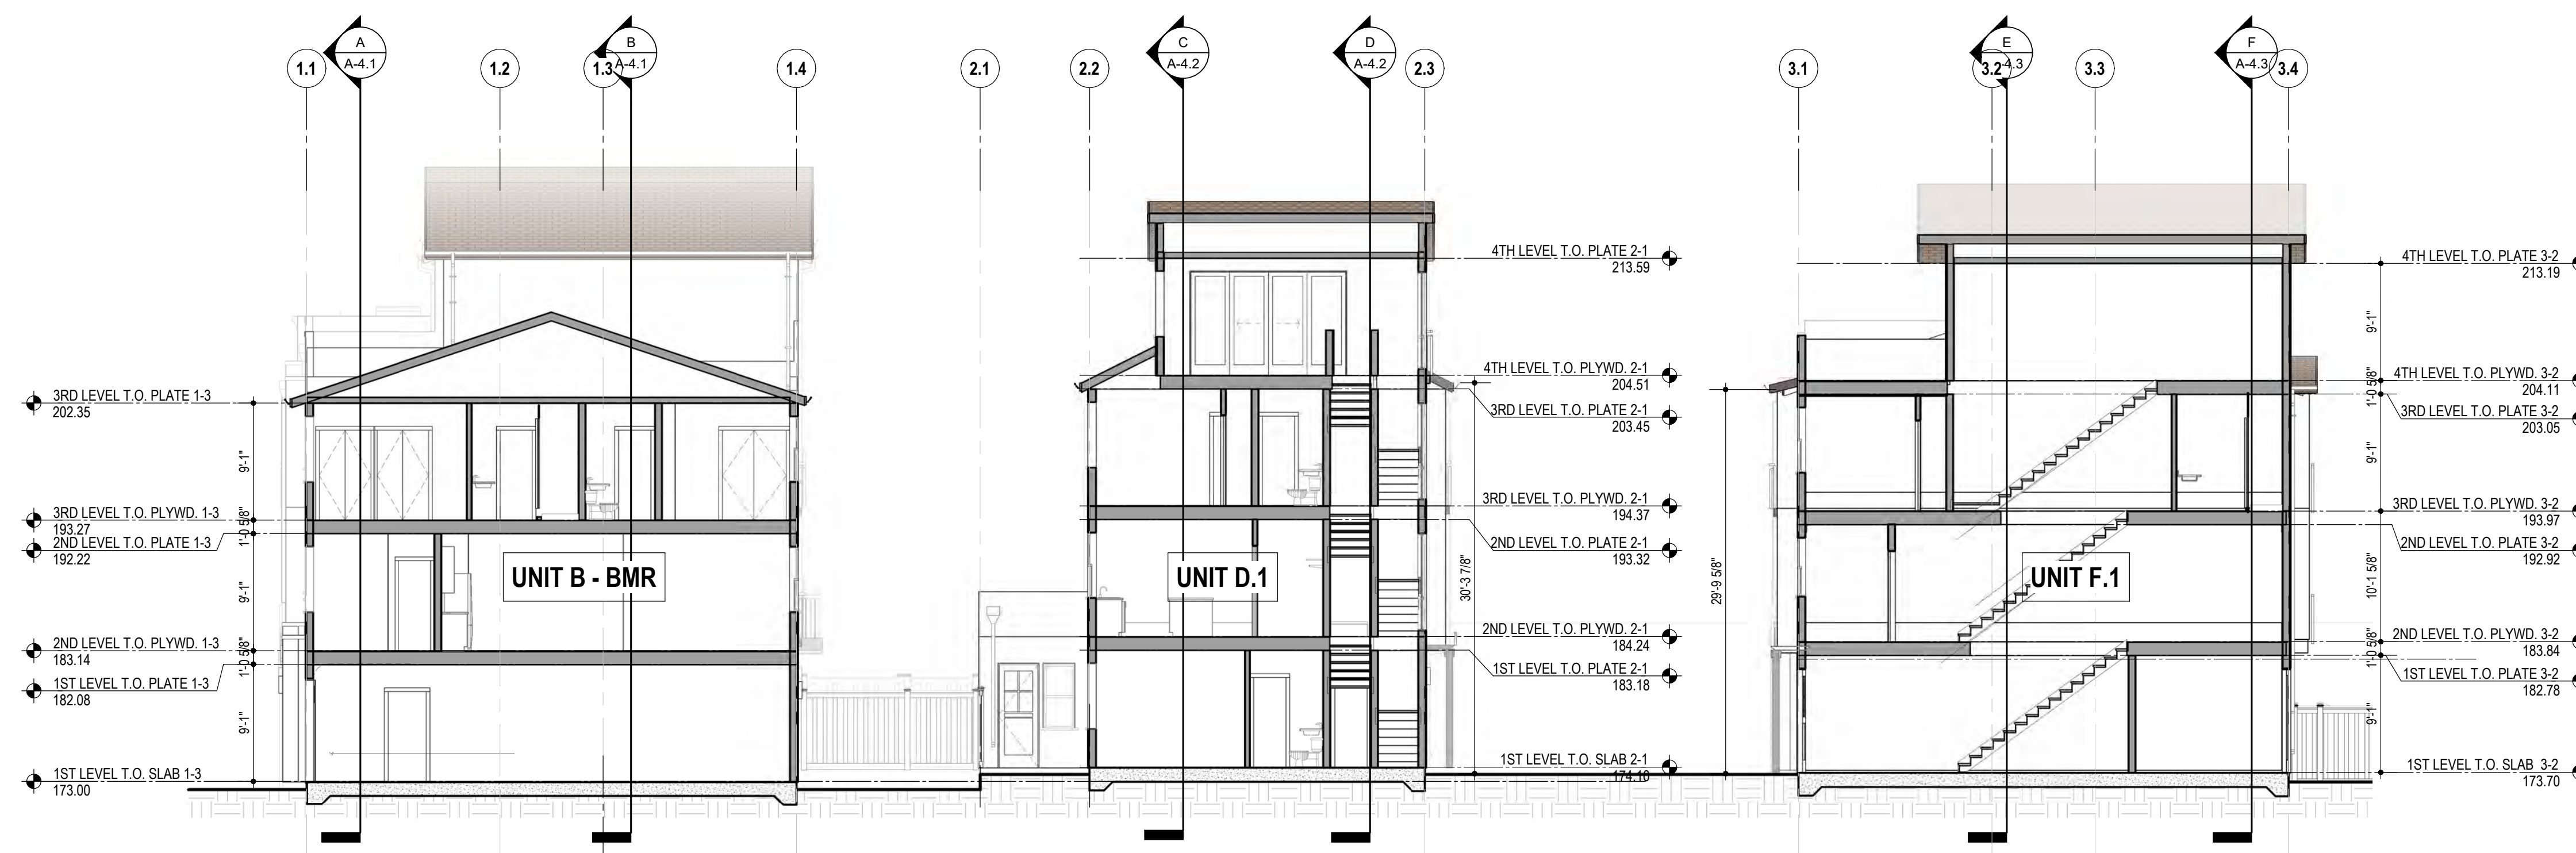 A
A-4.1
B
A-4.1
C
A-4.2
D
A-4.2
E
-4.3
F
A-4.3
1.1
1.2
1.3
1.4
2.1
2.2
2.3
3.1
3.2
3.3
3.4
3RD LEVEL T.O. PLATE 1-3
202.35
9'-1"
3RD LEVEL T.O. PLYWD. 1-3
193.27
1'-0 5/8"
2ND LEVEL T.O. PLATE 1-3
192.22
9'-1"
2ND LEVEL T.O. PLYWD. 1-3
183.14
1'-0 5/8"
1ST LEVEL T.O. PLATE 1-3
182.08
9'-1"
1ST LEVEL T.O. SLAB 1-3
173.00
UNIT B - BMR
UNIT D.1
4TH LEVEL T.O. PLATE 2-1
213.59
4TH LEVEL T.O. PLYWD. 2-1
204.51
3RD LEVEL T.O. PLATE 2-1
203.45
3RD LEVEL T.O. PLYWD. 2-1
194.37
2ND LEVEL T.O. PLATE 2-1
193.32
30'-3 7/8"
2ND LEVEL T.O. PLYWD. 2-1
184.24
1ST LEVEL T.O. PLATE 2-1
183.18
1ST LEVEL T.O. SLAB 2-1
174.10
29'-9 5/8"
UNIT F.1
4TH LEVEL T.O. PLATE 3-2
213.19
9'-1"
4TH LEVEL T.O. PLYWD. 3-2
204.11
1'-0 5/8"
3RD LEVEL T.O. PLATE 3-2
203.05
9'-1"
3RD LEVEL T.O. PLYWD. 3-2
193.97
2ND LEVEL T.O. PLATE 3-2
192.92
10'-1 5/8"
2ND LEVEL T.O. PLYWD. 3-2
183.84
1'-0 5/8"
1ST LEVEL T.O. PLATE 3-2
182.78
9'-1"
1ST LEVEL T.O. SLAB 3-2
173.70